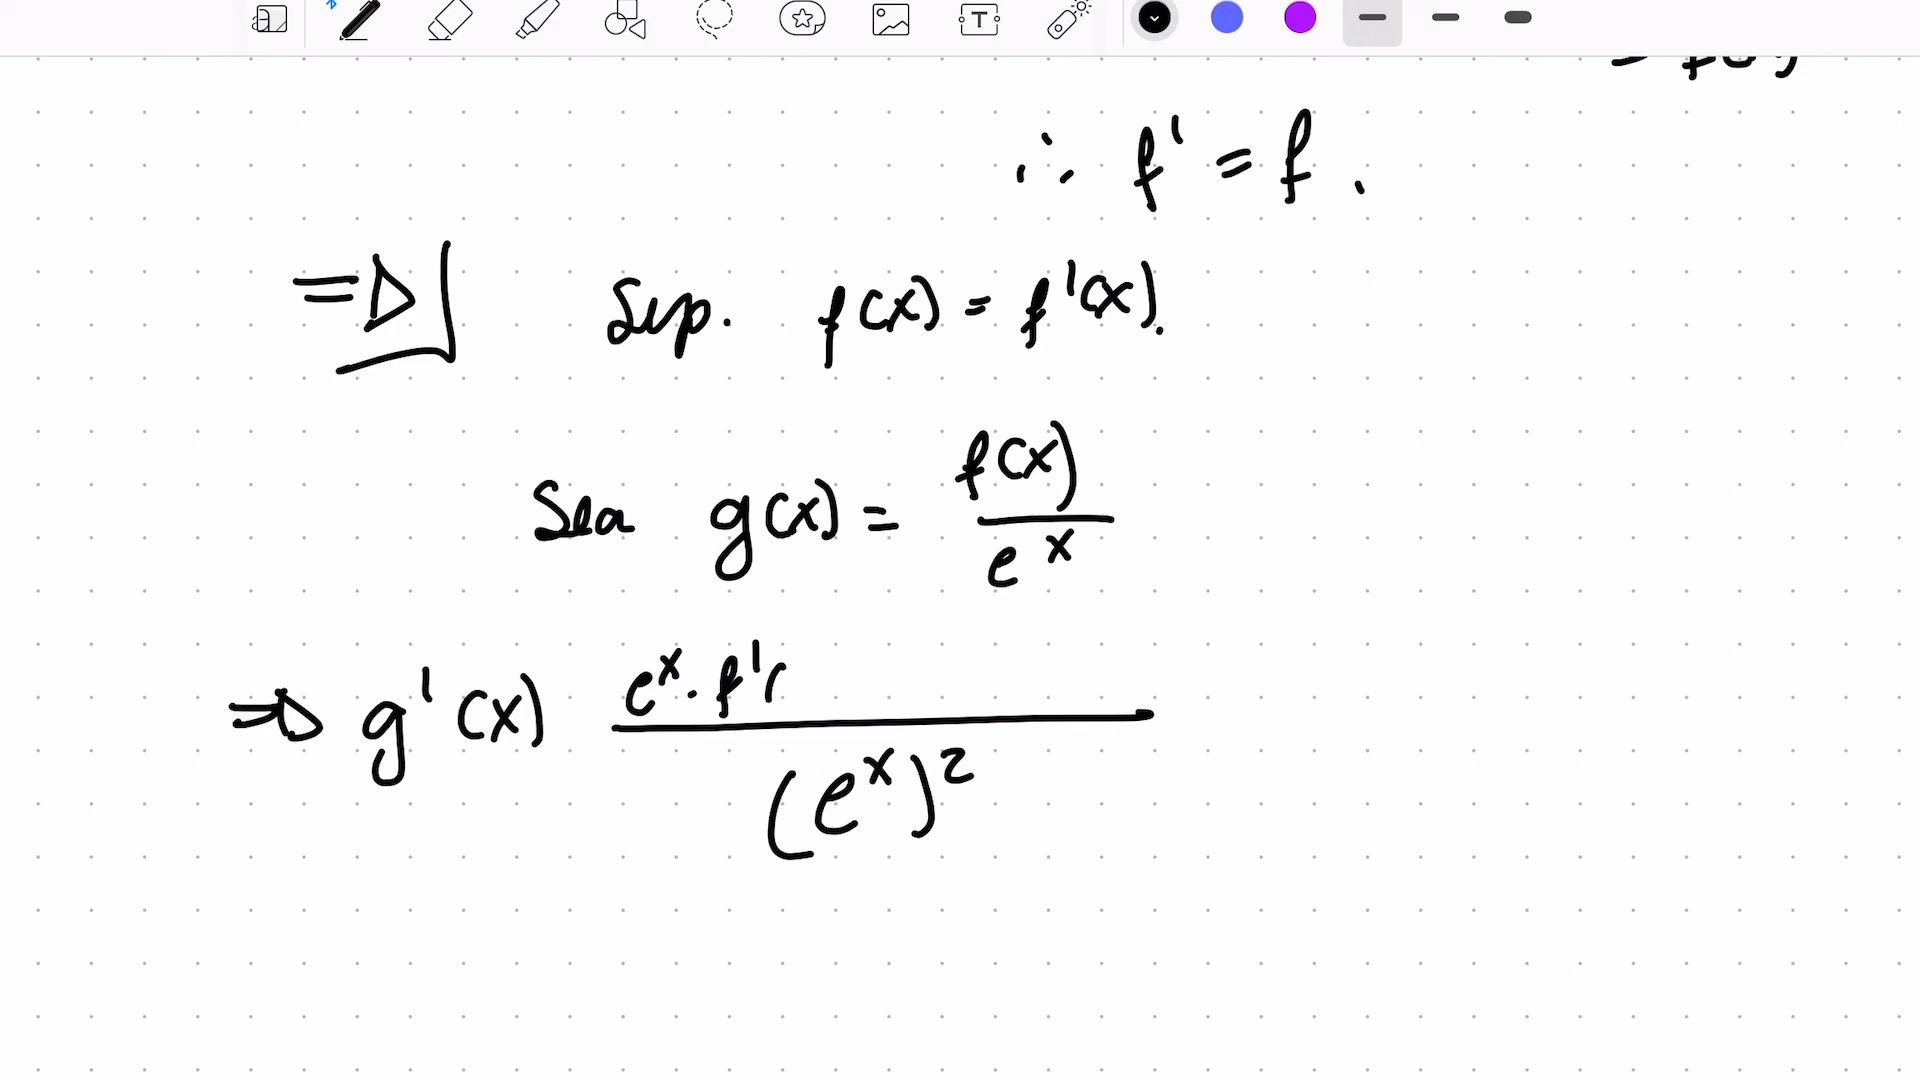 ∴ f' = f.
⇒ Sup. f(x) = f'(x).
Sea g(x) = f(x) / e^x
⇒ g'(x) e^x · f'( / (e^x)^2